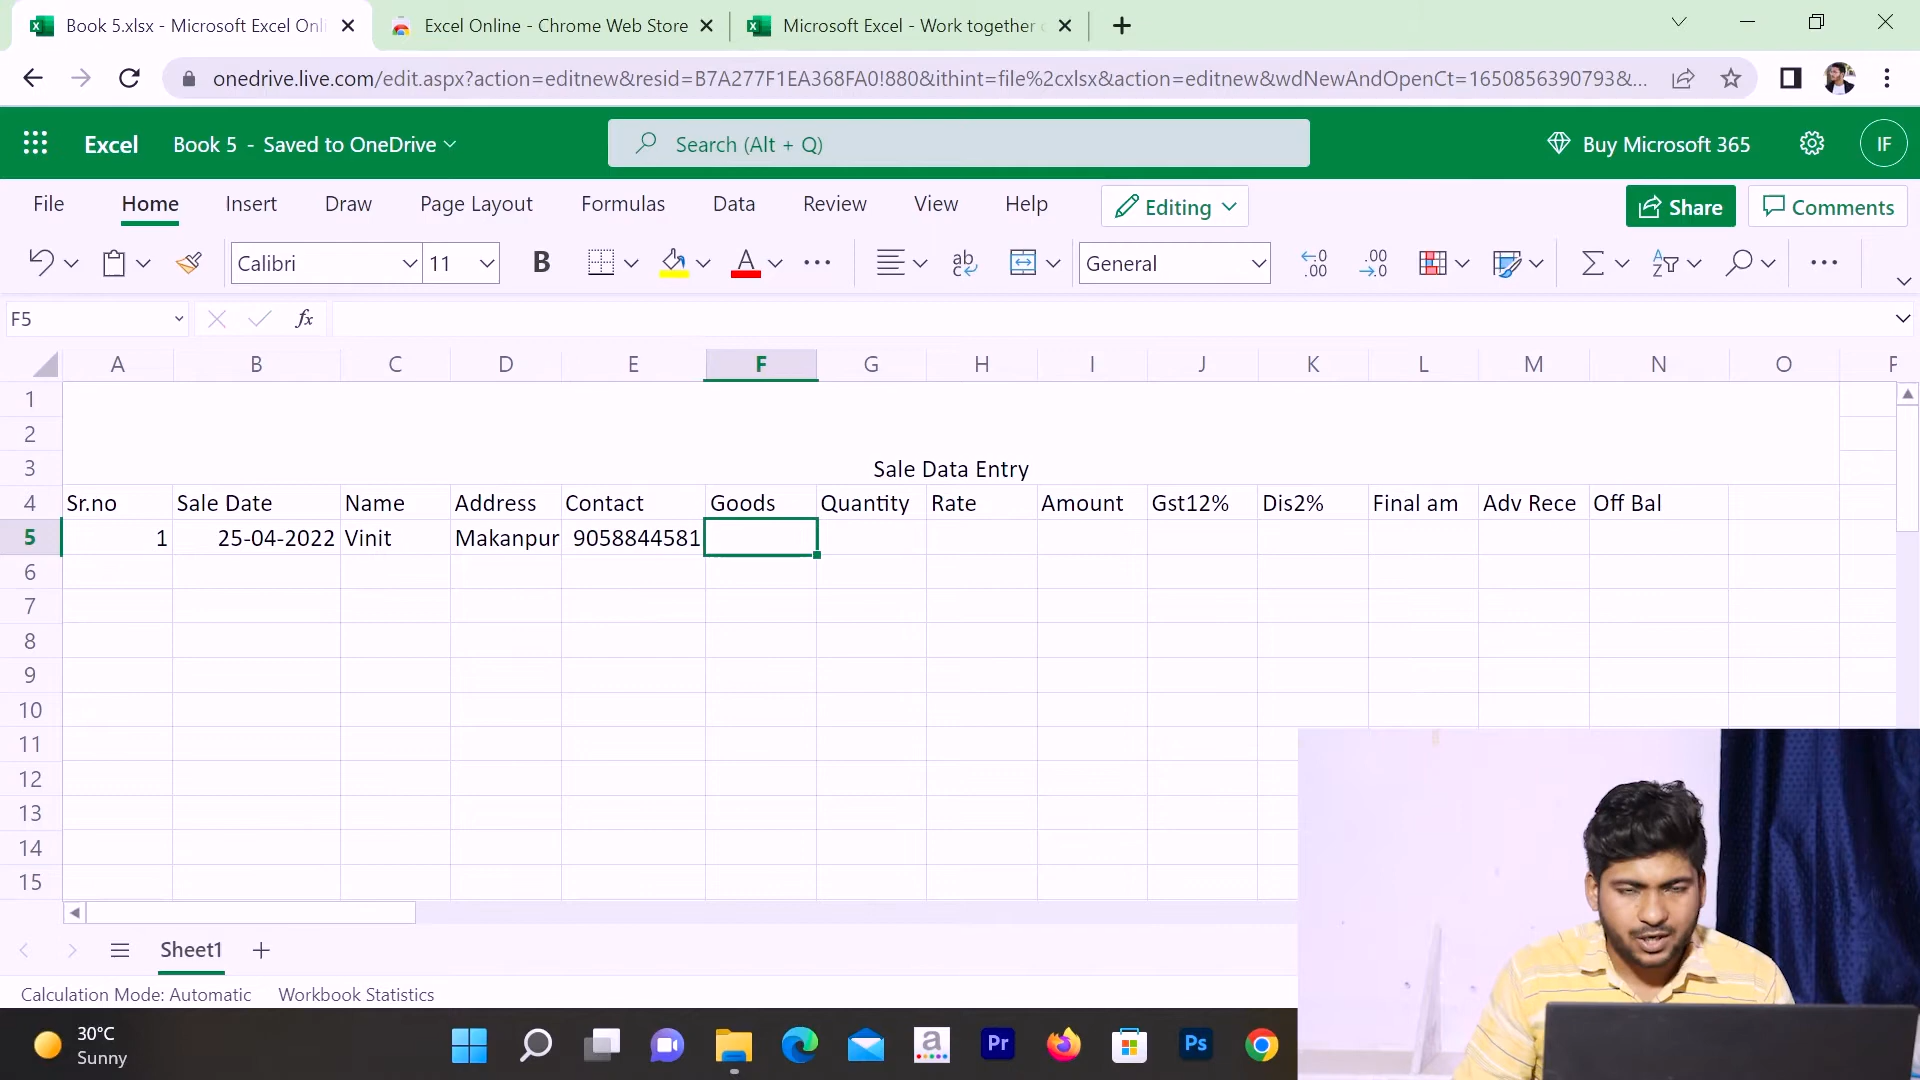 Book 5.xlsx - Microsoft Excel Onli
Excel Online - Chrome Web Store
Microsoft Excel - Work together
onedrive.live.com/edit.aspx?action=editnew&resid=B7A277F1EA368FA0!880&ithint=file%2cxlsx&action=editnew&wdNewAndOpenCt=1650856390793&...
Excel Book 5 - Saved to OneDrive Search (Alt + Q) Buy Microsoft 365 IF
File Home Insert Draw Page Layout Formulas Data Review View Help Editing Share Comments
Calibri 11 B A ab c General .00 .00
F5 fx
A B C D E F G H I J K L M N O
1
2
3 Sale Data Entry
4 Sr.no Sale Date Name Address Contact Goods Quantity Rate Amount Gst12% Dis2% Final am Adv Rece Off Bal
5 1 25-04-2022 Vinit Makanpur 9058844581
6
7
8
9
10
11
12
13
14
15
Sheet1
Calculation Mode: Automatic Workbook Statistics
30°C
Sunny
a Pr Ps